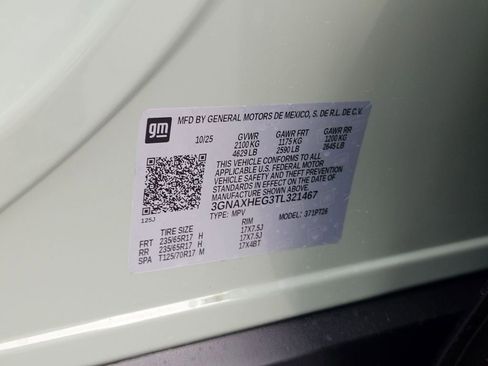 gm
MFD BY GENERAL MOTORS DE MEXICO, S. DE R.L. DE C.V.
10/25 GVWR GAWR FRT GAWR RR
2100 KG 1175 KG 1200 KG
4629 LB 2590 LB 2645 LB
THIS VEHICLE CONFORMS TO ALL
APPLICABLE U.S. FEDERAL MOTOR
VEHICLE SAFETY, BUMPER, AND THEFT PREVENTION
STANDARDS IN EFFECT ON THE DATE OF
MANUFACTURE SHOWN ABOVE.
3GNAXHEG3TL321467
TYPE: MPV MODEL: 371PT26
125J
TIRE SIZE RIM
FRT 235/65R17 H 17X7.5J
RR 235/65R17 H 17X7.5J
SPA T125/70R17 M 17X4BT